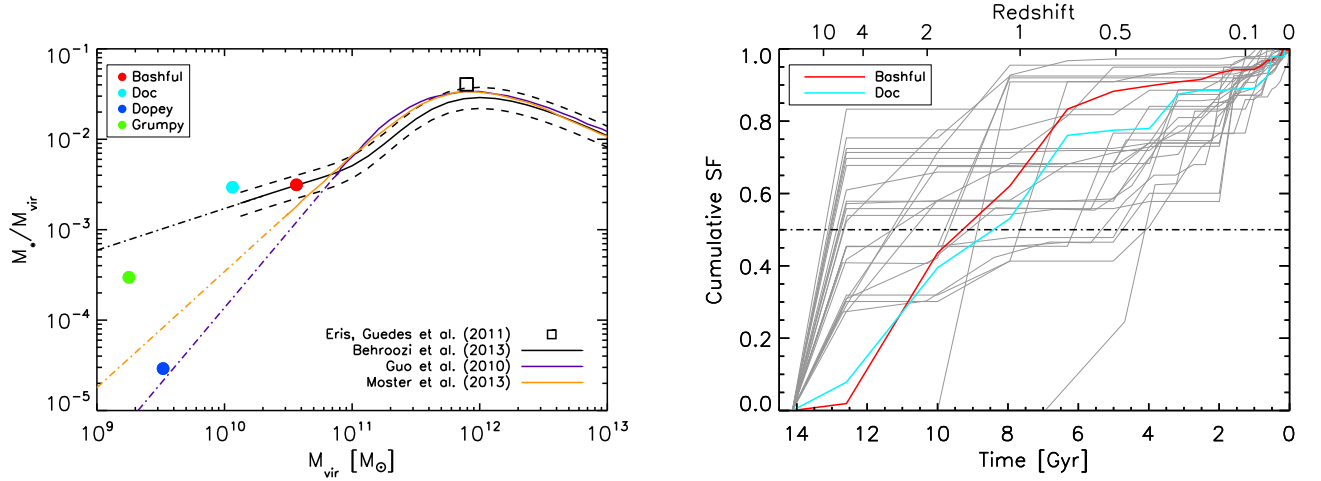 10⁻¹
10⁻²
10⁻³
10⁻⁴
10⁻⁵
M*/Mvir
Bashful
Doc
Dopey
Grumpy
Eris, Guedes et al. (2011)
Behroozi et al. (2013)
Guo et al. (2010)
Moster et al. (2013)
10⁹ 10¹⁰ 10¹¹ 10¹² 10¹³
Mvir [M⊙]
Redshift
10 4 2 1 0.5 0.1 0
1.0
0.8
0.6
0.4
0.2
0.0
Cumulative SF
Bashful
Doc
14 12 10 8 6 4 2 0
Time [Gyr]